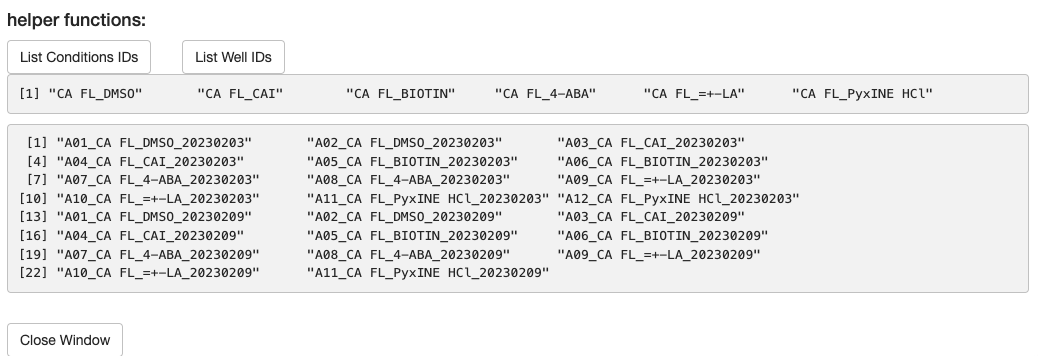 helper functions:
List Conditions IDs List Well IDs
[1] "CA FL_DMSO" "CA FL_CAI" "CA FL_BIOTIN" "CA FL_4-ABA" "CA FL_=+-LA" "CA FL_PyxINE HCl"
[1] "A01_CA FL_DMSO_20230203" "A02_CA FL_DMSO_20230203" "A03_CA FL_CAI_20230203"
[4] "A04_CA FL_CAI_20230203" "A05_CA FL_BIOTIN_20230203" "A06_CA FL_BIOTIN_20230203"
[7] "A07_CA FL_4-ABA_20230203" "A08_CA FL_4-ABA_20230203" "A09_CA FL_=+-LA_20230203"
[10] "A10_CA FL_=+-LA_20230203" "A11_CA FL_PyxINE HCl_20230203" "A12_CA FL_PyxINE HCl_20230203"
[13] "A01_CA FL_DMSO_20230209" "A02_CA FL_DMSO_20230209" "A03_CA FL_CAI_20230209"
[16] "A04_CA FL_CAI_20230209" "A05_CA FL_BIOTIN_20230209" "A06_CA FL_BIOTIN_20230209"
[19] "A07_CA FL_4-ABA_20230209" "A08_CA FL_4-ABA_20230209" "A09_CA FL_=+-LA_20230209"
[22] "A10_CA FL_=+-LA_20230209" "A11_CA FL_PyxINE HCl_20230209"
Close Window